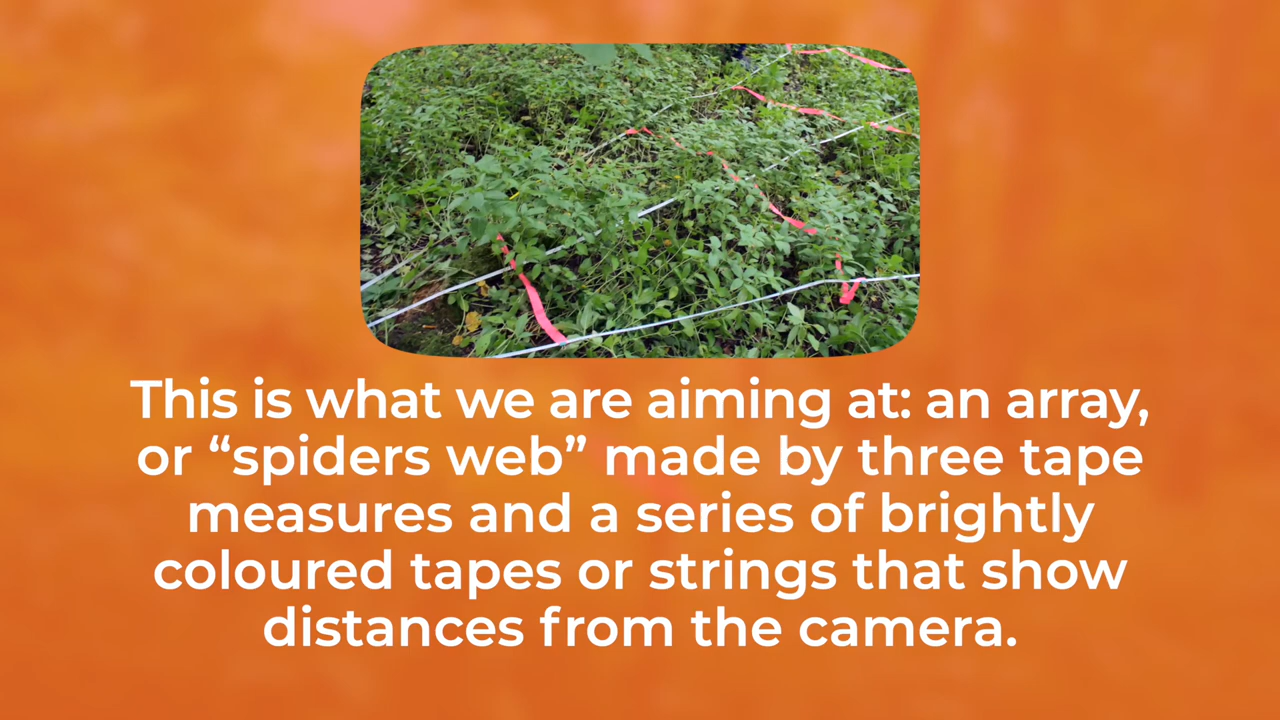 This is what we are aiming at: an array,
or “spiders web” made by three tape
measures and a series of brightly
coloured tapes or strings that show
distances from the camera.